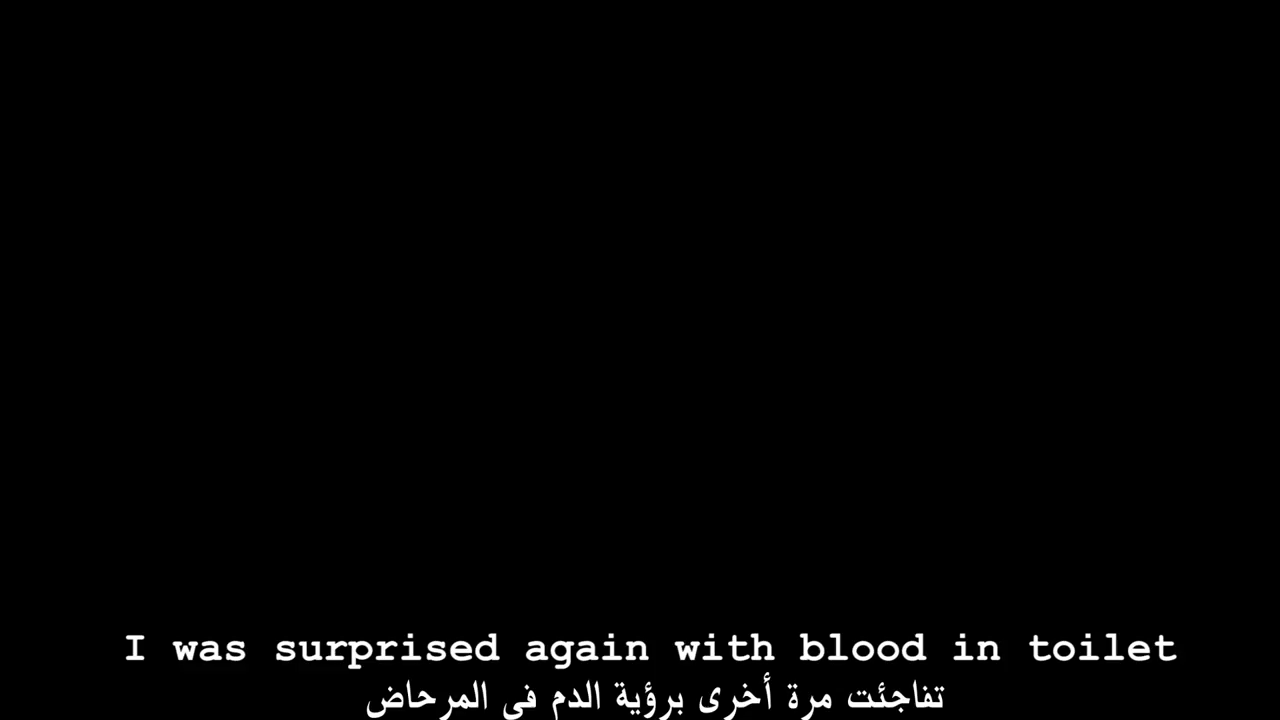 I was surprised again with blood in toilet
تفاجئت مرة أخرى برؤية الدم في المرحاض